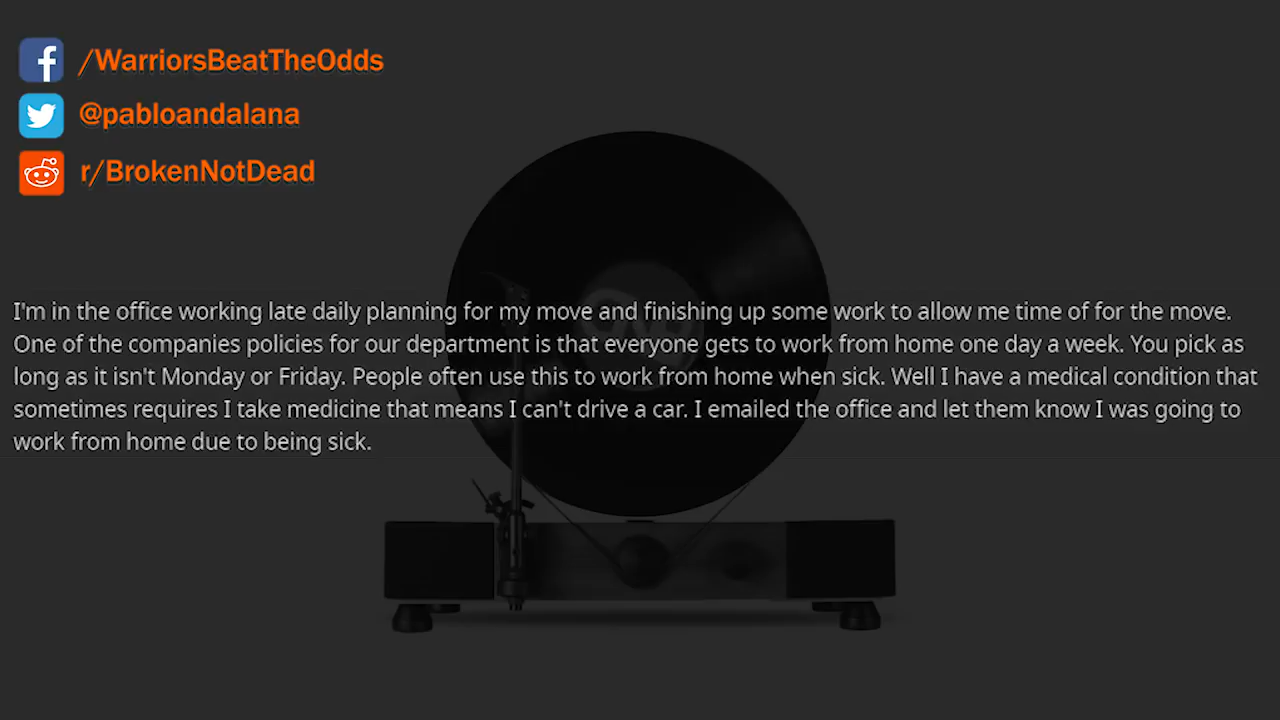 /WarriorsBeatTheOdds
@pabloandalana
r/BrokenNotDead
I'm in the office working late daily planning for my move and finishing up some work to allow me time of for the move.
One of the companies policies for our department is that everyone gets to work from home one day a week. You pick as
long as it isn't Monday or Friday. People often use this to work from home when sick. Well I have a medical condition that
sometimes requires I take medicine that means I can't drive a car. I emailed the office and let them know I was going to
work from home due to being sick.